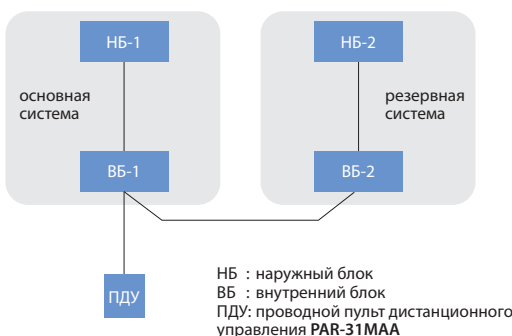 НБ-1
НБ-2
основная
система
резервная
система
ВБ-1
ВБ-2
ПДУ
НБ : наружный блок
ВБ : внутренний блок
ПДУ: проводной пульт дистанционного
управления PAR-31MAA